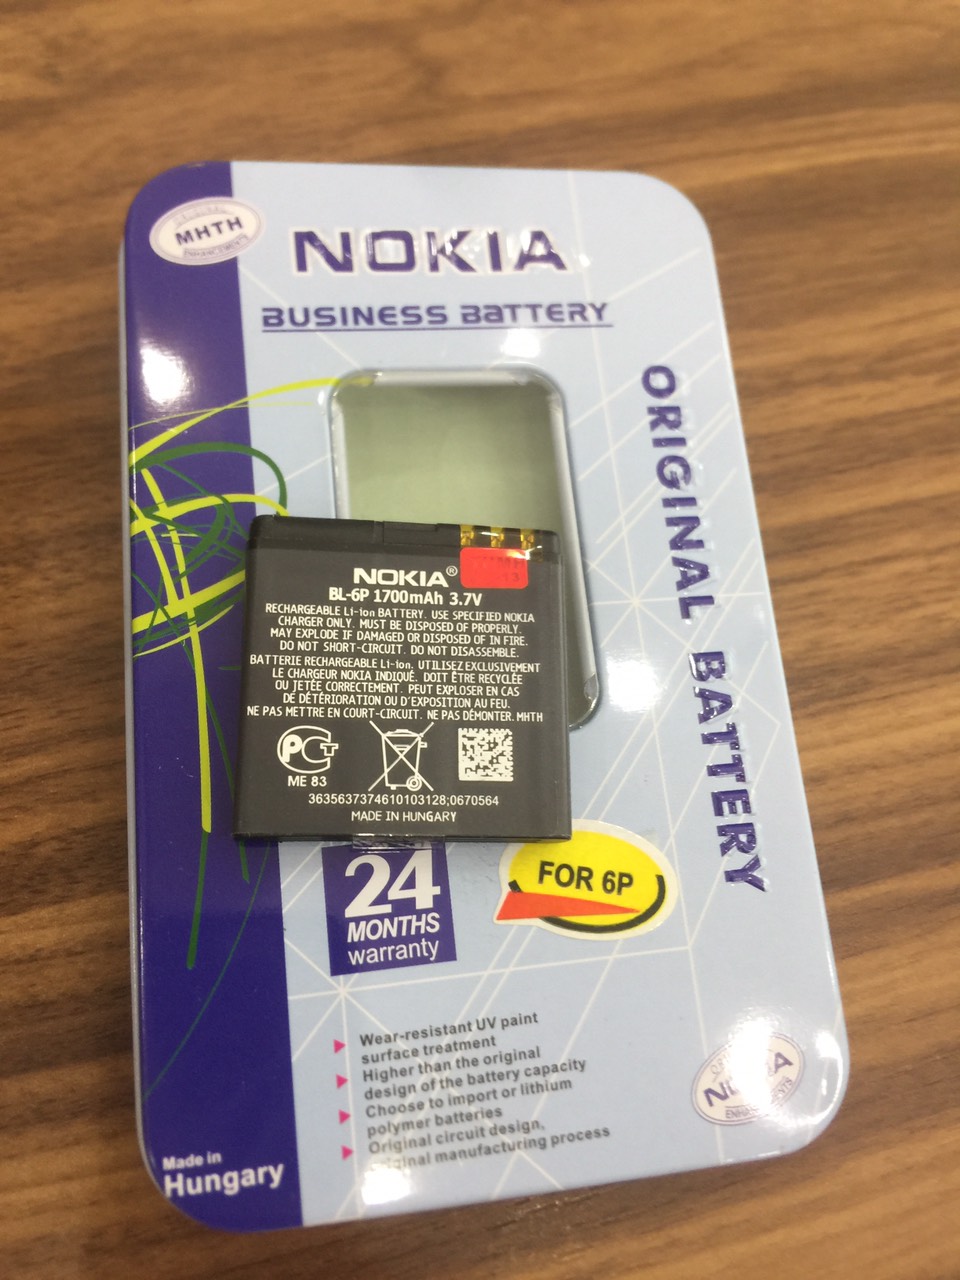 MHTH
ENHANCEMENTS
NOKIA
BUSINESS BATTERY
ORIGINAL BATTERY
NOKIA®
BL-6P 1700mAh 3.7V
RECHARGEABLE Li-ion BATTERY. USE SPECIFIED NOKIA
CHARGER ONLY. MUST BE DISPOSED OF PROPERLY.
MAY EXPLODE IF DAMAGED OR DISPOSED OF IN FIRE.
DO NOT SHORT-CIRCUIT. DO NOT DISASSEMBLE.
BATTERIE RECHARGEABLE Li-ion. UTILISEZ EXCLUSIVEMENT
LE CHARGEUR NOKIA INDIQUÉ. DOIT ÊTRE RECYCLÉE
OU JETÉE CORRECTEMENT. PEUT EXPLOSER EN CAS
DE DÉTÉRIORATION OU D'EXPOSITION AU FEU.
NE PAS METTRE EN COURT-CIRCUIT. NE PAS DÉMONTER. MHTH
ME 83
3635637374610103128;0670564
MADE IN HUNGARY
24
MONTHS
warranty
FOR 6P
Wear-resistant UV paint
surface treatment
Higher than the original
design of the battery capacity
Choose to import or lithium
polymer batteries
Original circuit design,
original manufacturing process
NOKIA
Made in
Hungary